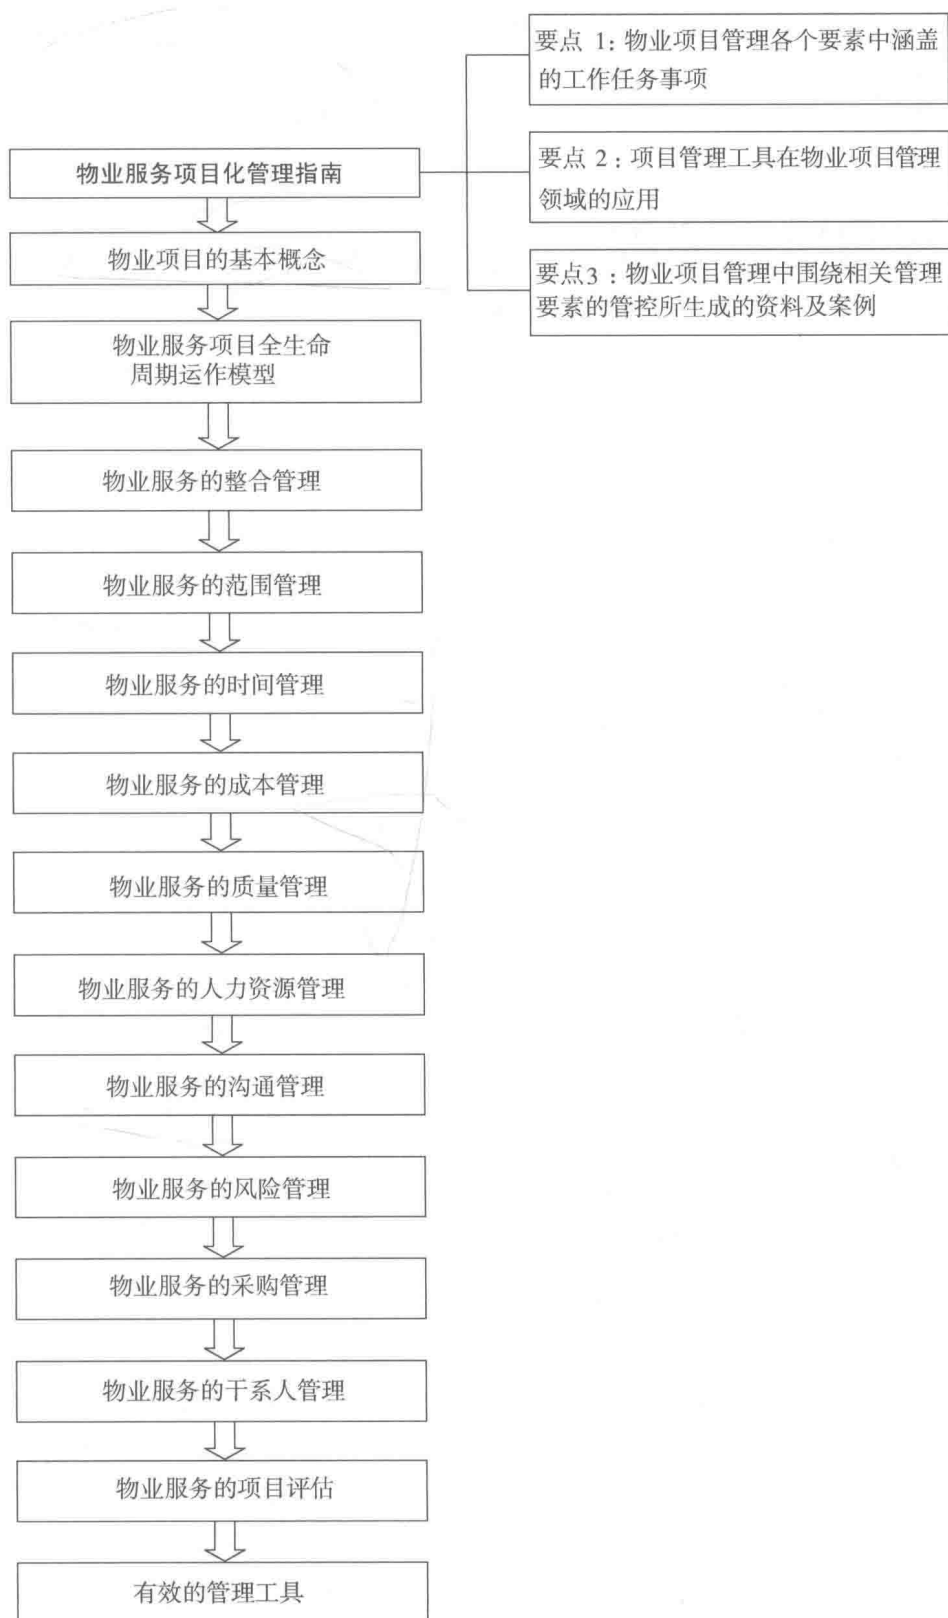 要点 1：物业项目管理各个要素中涵盖
的工作任务事项
物业服务项目化管理指南
要点 2：项目管理工具在物业项目管理
领域的应用
要点3：物业项目管理中围绕相关管理
要素的管控所生成的资料及案例
物业项目的基本概念
物业服务项目全生命
周期运作模型
物业服务的整合管理
物业服务的范围管理
物业服务的时间管理
物业服务的成本管理
物业服务的质量管理
物业服务的人力资源管理
物业服务的沟通管理
物业服务的风险管理
物业服务的采购管理
物业服务的干系人管理
物业服务的项目评估
有效的管理工具